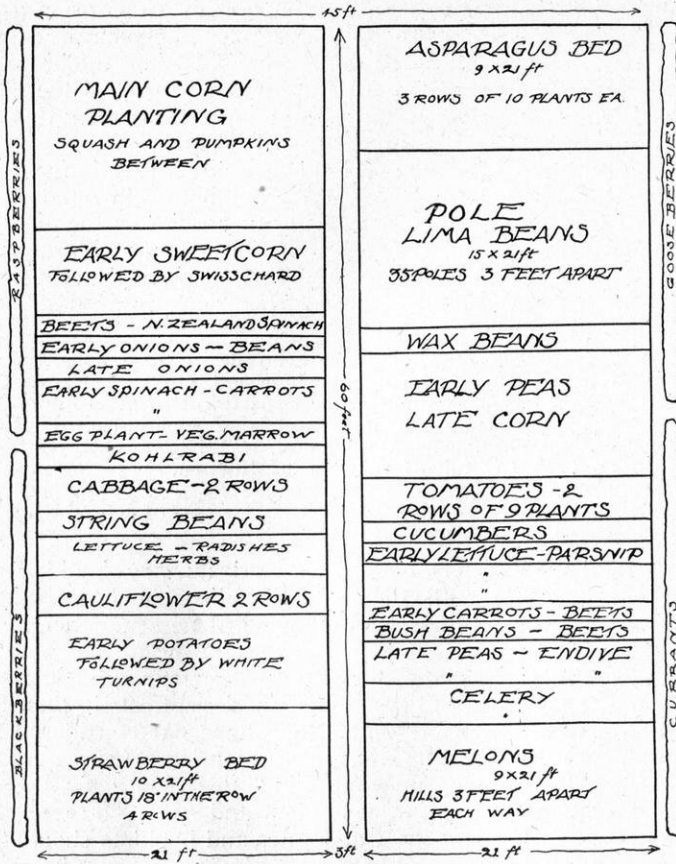 45ft
RASPBERRIES
BLACKBERRIES
MAIN CORN
PLANTING
SQUASH AND PUMPKINS
BETWEEN
EARLY SWEETCORN
FOLLOWED BY SWISSCHARD
BEETS - N. ZEALAND SPINACH
EARLY ONIONS - BEANS
LATE ONIONS
EARLY SPINACH - CARROTS
"
EGG PLANT - VEG. MARROW
KOHLRABI
CABBAGE - 2 ROWS
STRING BEANS
LETTUCE - RADISHES
HERBS
CAULIFLOWER 2 ROWS
EARLY POTATOES
FOLLOWED BY WHITE
TURNIPS
STRAWBERRY BED
10 X 21 ft
PLANTS 18" IN THE ROW
4 ROWS
21 ft
60 feet
3ft
ASPARAGUS BED
9 X 21 ft
3 ROWS OF 10 PLANTS EA.
POLE
LIMA BEANS
15 X 21 ft
35 POLES 3 FEET APART
WAX BEANS
EARLY PEAS
LATE CORN
TOMATOES - 2
ROWS OF 9 PLANTS
CUCUMBERS
EARLY LETTUCE - PARSNIP
"
"
EARLY CARROTS - BEETS
BUSH BEANS - BEETS
LATE PEAS - ENDIVE
" "
CELERY
"
MELONS
9 X 21 ft
HILLS 3 FEET APART
EACH WAY
21 ft
GOOSE BERRIES
CURRANTS